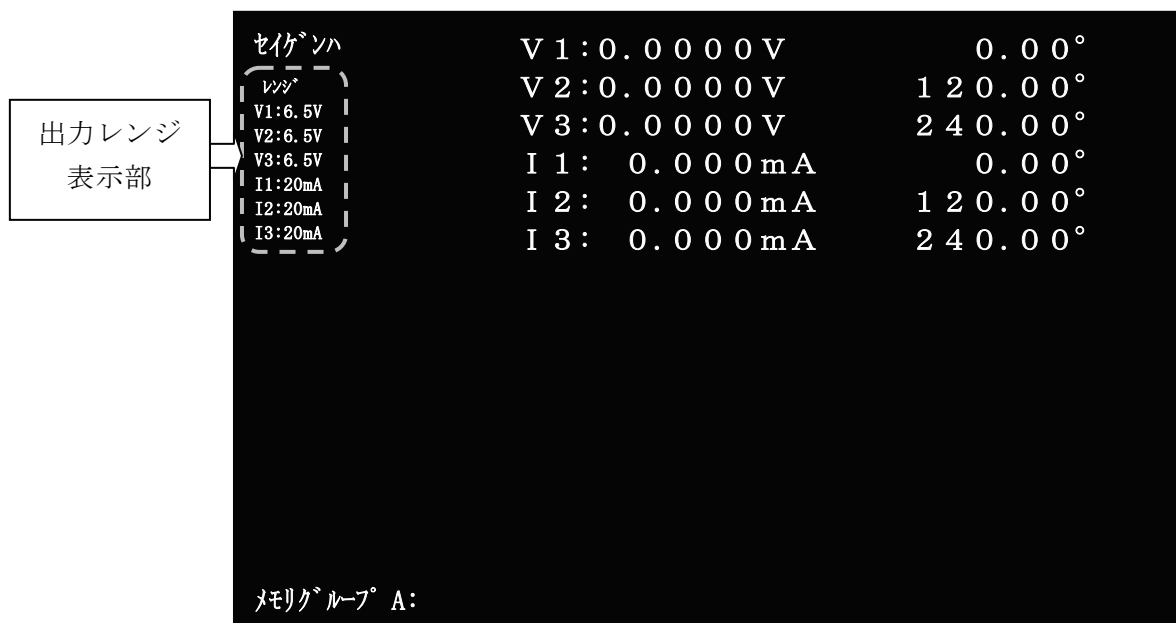 セイゲンハ
V1:0.0000V 0.00°
V2:0.0000V 120.00°
V3:0.0000V 240.00°
I1: 0.000mA 0.00°
I2: 0.000mA 120.00°
I3: 0.000mA 240.00°
レンジ
V1:6.5V
V2:6.5V
V3:6.5V
I1:20mA
I2:20mA
I3:20mA
出力レンジ
表示部
メモリグループ A: